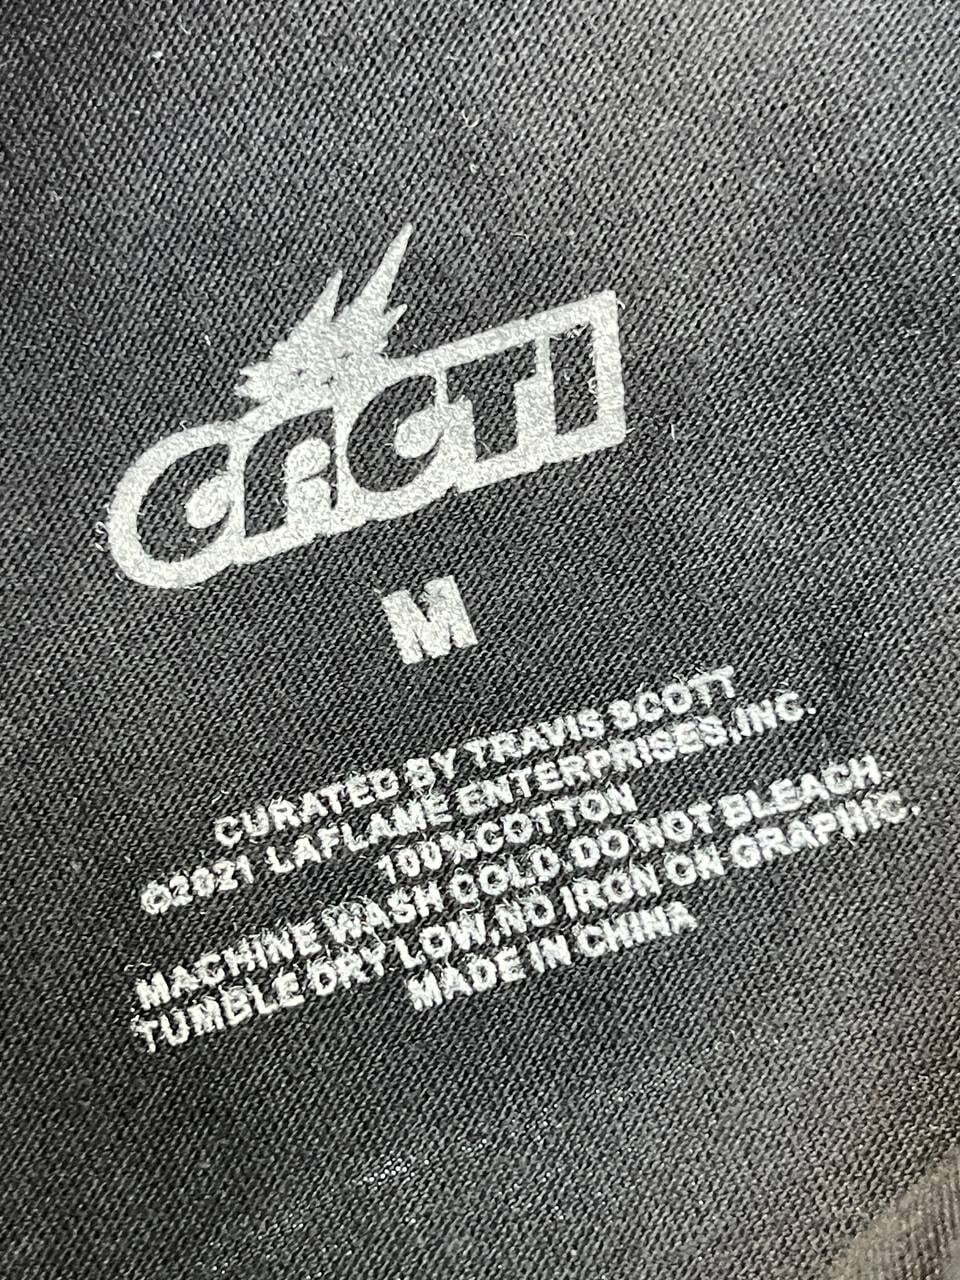 CACTI
M
CURATED BY TRAVIS SCOTT
©2021 LAFLAME ENTERPRISES,INC.
100%COTTON
MACHINE WASH COLD.DO NOT BLEACH.
TUMBLE DRY LOW,NO IRON ON GRAPHIC.
MADE IN CHINA